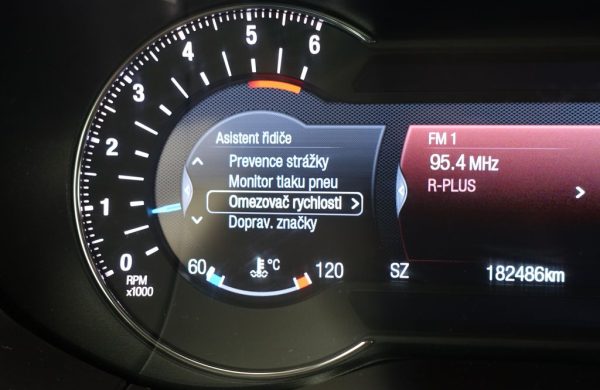 6
5
4
3
2
1
0
RPM
x1000
Asistent řidiče
Prevence strážky
Monitor tlaku pneu
Omezovač rychlosti
Doprav. značky
60
°C
120
FM 1
95.4 MHz
R-PLUS
SZ
182486km